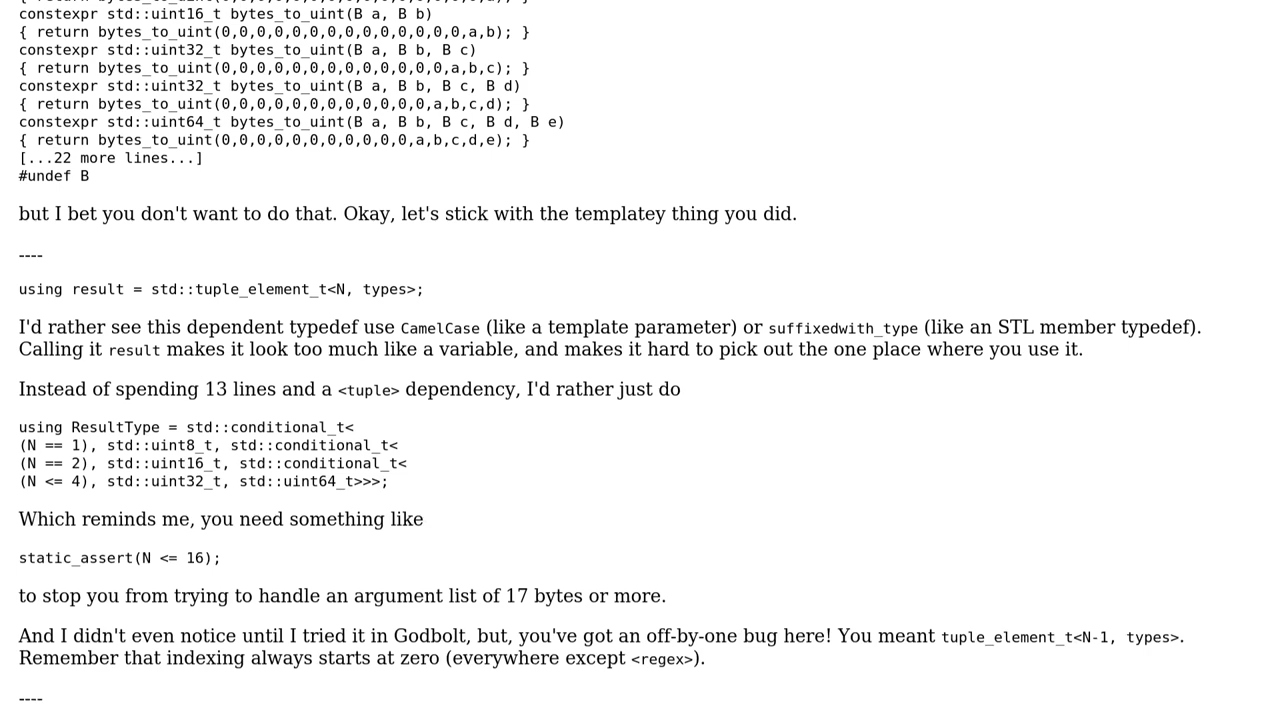 constexpr std::uint16_t bytes_to_uint(B a, B b)
{ return bytes_to_uint(0,0,0,0,0,0,0,0,0,0,0,0,0,0,a,b); }
constexpr std::uint32_t bytes_to_uint(B a, B b, B c)
{ return bytes_to_uint(0,0,0,0,0,0,0,0,0,0,0,0,0,a,b,c); }
constexpr std::uint32_t bytes_to_uint(B a, B b, B c, B d)
{ return bytes_to_uint(0,0,0,0,0,0,0,0,0,0,0,0,a,b,c,d); }
constexpr std::uint64_t bytes_to_uint(B a, B b, B c, B d, B e)
{ return bytes_to_uint(0,0,0,0,0,0,0,0,0,0,0,a,b,c,d,e); }
[...22 more lines...]
#undef B
but I bet you don't want to do that. Okay, let's stick with the templatey thing you did.
----
using result = std::tuple_element_t<N, types>;
I'd rather see this dependent typedef use CamelCase (like a template parameter) or suffixedwith_type (like an STL member typedef).
Calling it result makes it look too much like a variable, and makes it hard to pick out the one place where you use it.
Instead of spending 13 lines and a <tuple> dependency, I'd rather just do
using ResultType = std::conditional_t<
(N == 1), std::uint8_t, std::conditional_t<
(N == 2), std::uint16_t, std::conditional_t<
(N <= 4), std::uint32_t, std::uint64_t>>>;
Which reminds me, you need something like
static_assert(N <= 16);
to stop you from trying to handle an argument list of 17 bytes or more.
And I didn't even notice until I tried it in Godbolt, but, you've got an off-by-one bug here! You meant tuple_element_t<N-1, types>.
Remember that indexing always starts at zero (everywhere except <regex>).
----